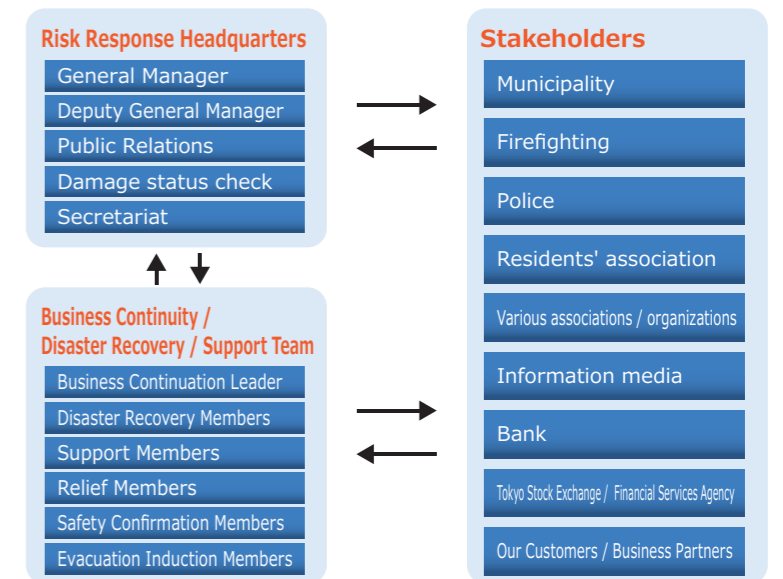 Risk Response Headquarters
General Manager
Deputy General Manager
Public Relations
Damage status check
Secretariat
Business Continuity /
Disaster Recovery / Support Team
Business Continuation Leader
Disaster Recovery Members
Support Members
Relief Members
Safety Confirmation Members
Evacuation Induction Members
Stakeholders
Municipality
Firefighting
Police
Residents' association
Various associations / organizations
Information media
Bank
Tokyo Stock Exchange / Financial Services Agency
Our Customers / Business Partners